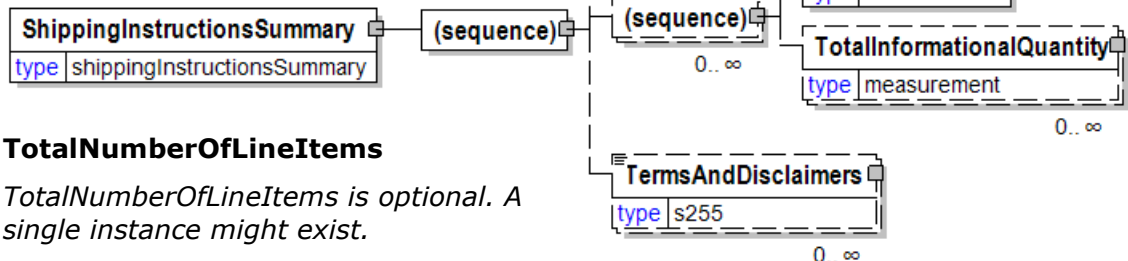 type
(sequence)
ShippingInstructionsSummary
(sequence)
type shippingInstructionsSummary
0.. ∞
TotalInformationalQuantity
type measurement
0.. ∞
TotalNumberOfLineItems
TotalNumberOfLineItems is optional. A
single instance might exist.
TermsAndDisclaimers
type s255
0.. ∞